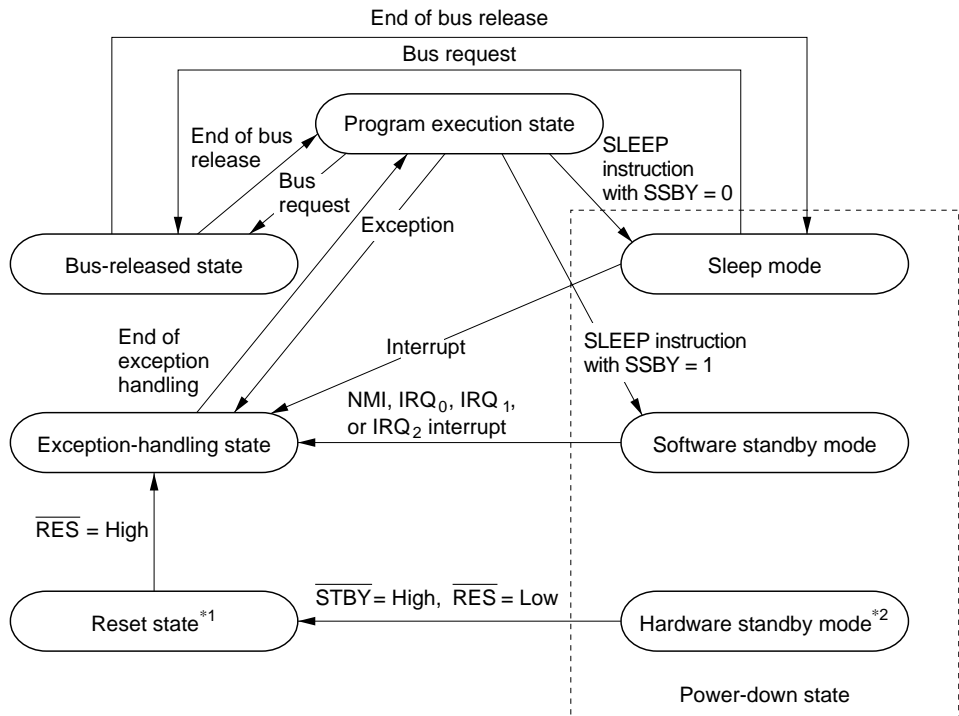 End of bus release
Bus request
Program execution state
End of bus
release
SLEEP
instruction
with SSBY = 0
Bus
request
Exception
Bus-released state
Sleep mode
End of
exception
handling
Interrupt
SLEEP instruction
with SSBY = 1
NMI, IRQ0, IRQ1,
or IRQ2 interrupt
Exception-handling state
Software standby mode
RES = High
STBY = High, RES = Low
Reset state*1
Hardware standby mode*2
Power-down state